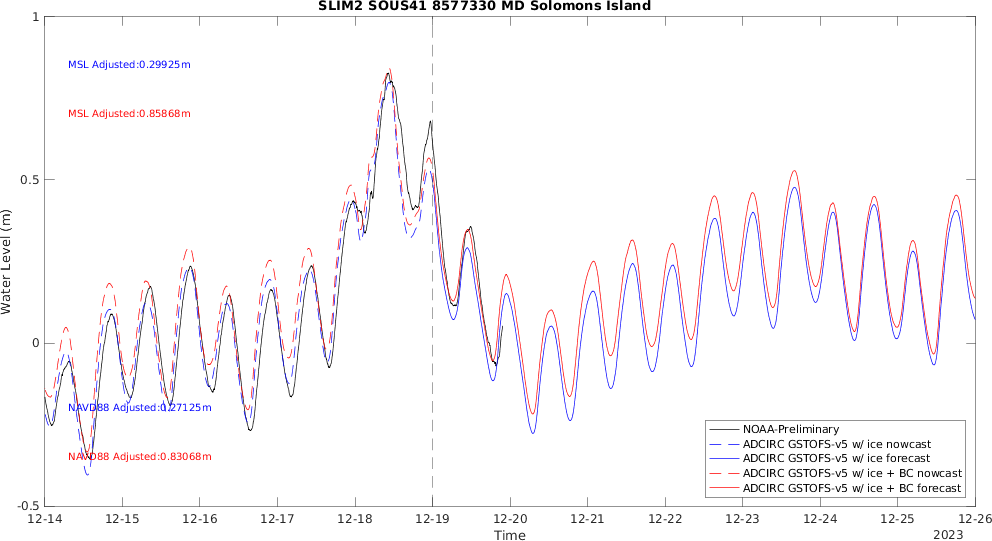 SLIM2 SOUS41 8577330 MD Solomons Island
1
MSL Adjusted:0.29925m
MSL Adjusted:0.85868m
0.5
Water Level (m)
0
NAVD88 Adjusted:0.27125m
NAVD88 Adjusted:0.83068m
-0.5
NOAA-Preliminary
ADCIRC GSTOFS-v5 w/ ice nowcast
ADCIRC GSTOFS-v5 w/ ice forecast
ADCIRC GSTOFS-v5 w/ ice + BC nowcast
ADCIRC GSTOFS-v5 w/ ice + BC forecast
12-14 12-15 12-16 12-17 12-18 12-19 12-20 12-21 12-22 12-23 12-24 12-25 12-26
Time
2023